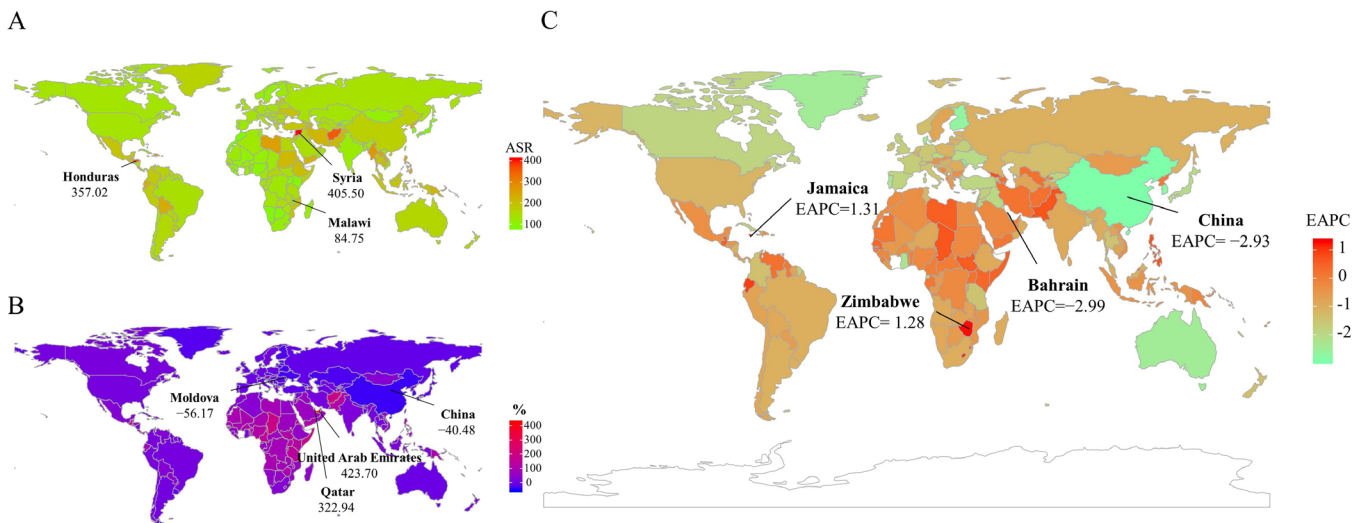 A
Honduras
357.02
Syria
405.50
Malawi
84.75
ASR
400
300
200
100
B
Moldova
−56.17
China
−40.48
United Arab Emirates
423.70
Qatar
322.94
%
400
300
200
100
0
C
Jamaica
EAPC=1.31
China
EAPC= −2.93
Bahrain
EAPC=−2.99
Zimbabwe
EAPC= 1.28
EAPC
1
0
-1
-2